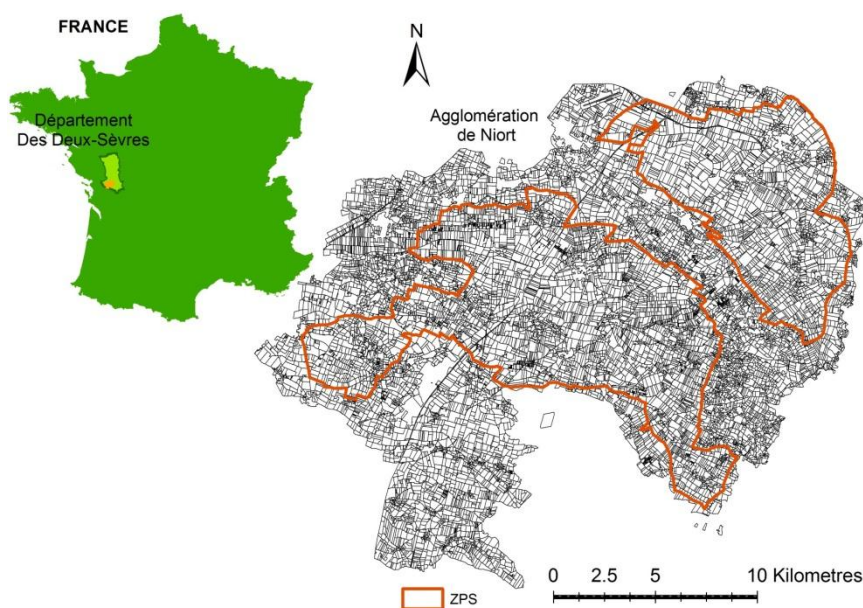 FRANCE
Département
Des Deux-Sèvres
N
Agglomération
de Niort
0 2.5 5 10 Kilometres
ZPS